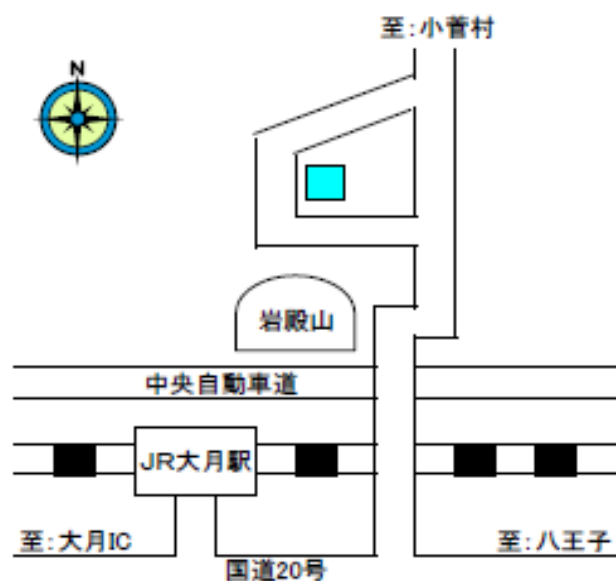 至:小菅村
N
岩殿山
中央自動車道
JR大月駅
至:大月IC
至:八王子
国道20号